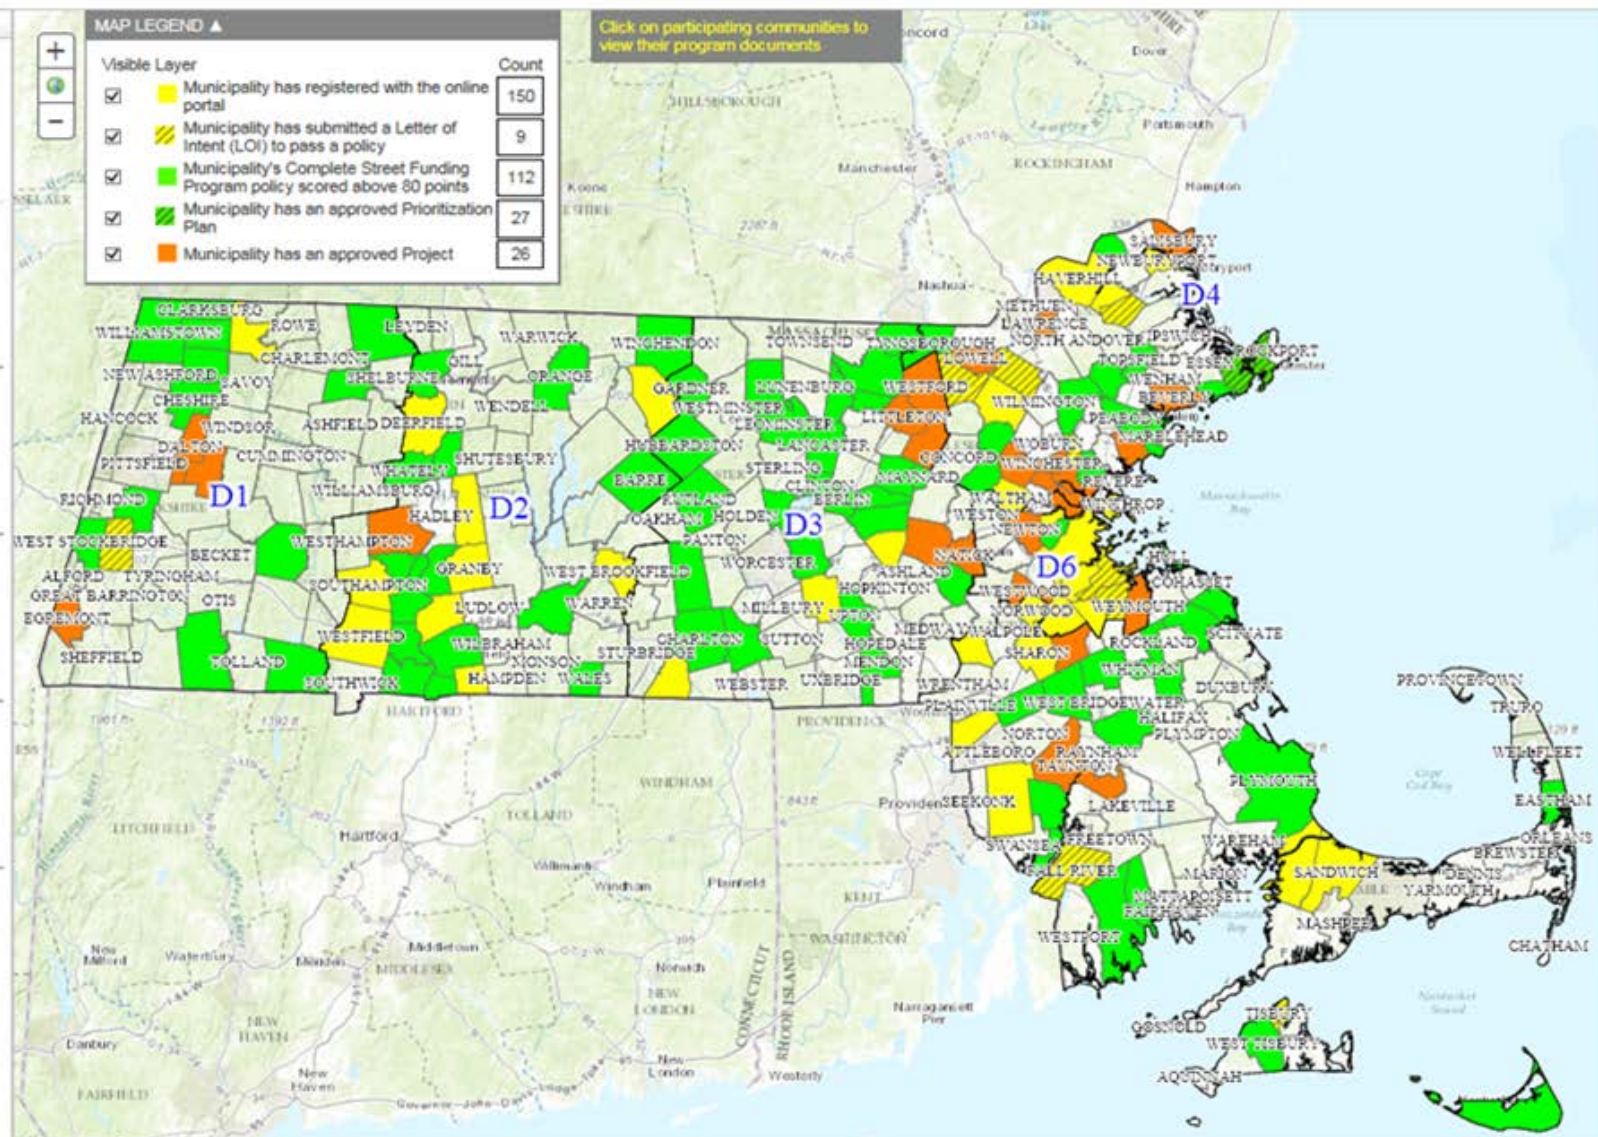 MAP LEGEND ▲
Visible Layer Count
Municipality has registered with the online
portal
150
Municipality has submitted a Letter of
Intent (LOI) to pass a policy
9
Municipality's Complete Street Funding
Program policy scored above 80 points
112
Municipality has an approved Prioritization
Plan
27
Municipality has an approved Project
26
Click on participating communities to
view their program documents
+
−
Dover
HILLSBOROUGH
Portsmouth
Manchester
ROCKINGHAM
Keene
Hampton
Nashua
SALISBURY
NEWBURYPORT
HAVERHILL
D4
METHUEN
LAWRENCE
NORTH ANDOVER
IPSWICH
CLARKSBURG
WILLIAMSTOWN
ROWE
LEYDEN
WARWICK
WINCHENDON
TOWNSEND
TYNGSBOROUGH
LOWELL
TOPSFIELD
ESSEX
ROCKPORT
CHARLEMONT
GILL
NEW ASHFORD
SAVOY
SHELBURNE
ORANGE
GARDNER
LUNENBURG
WESTFORD
WENHAM
BEVERLY
CHESHIRE
WENDELL
WESTMINSTER
WILMINGTON
HANCOCK
WINDSOR
ASHFIELD
DEERFIELD
LEOMINSTER
LITTLETON
PEABODY
MARBLEHEAD
DALTON
PITTSFIELD
CUMMINGTON
WHATELY
SHUTESBURY
HUBBARDSTON
LANCASTER
STERLING
CONCORD
WOBURN
WINCHESTER
REVERE
WILLIAMSBURG
BARRE
CLINTON
BERLIN
MAYNARD
RICHMOND
D1
HADLEY
D2
RUTLAND
OAKHAM
HOLDEN
D3
WALTHAM
WESTON
WINTHROP
NEWTON
WEST STOCKBRIDGE
BECKET
WESTHAMPTON
PAXTON
WORCESTER
NATICK
HULL
ALFORD
TYRINGHAM
SOUTHAMPTON
GRANBY
WEST BROOKFIELD
ASHLAND
HOPKINTON
D6
COHASSET
GREAT BARRINGTON
OTIS
LUDLOW
WARREN
MILLBURY
UPTON
WESTWOOD
NORWOOD
WEYMOUTH
EGREMONT
WESTFIELD
WILBRAHAM
CHARLTON
SUTTON
HOPEDALE
MEDWAY
WALPOLE
SHARON
ROCKLAND
SCITUATE
SHEFFIELD
TOLLAND
MONSON
STURBRIDGE
MENDON
WHITMAN
SOUTHWICK
HAMPDEN
WALES
WEBSTER
UXBRIDGE
WRENTHAM
DUXBURY
PROVINCETOWN
HARTFORD
PROVIDENCE
PLAINVILLE
WEST BRIDGEWATER
HALIFAX
PLYMPTON
TRURO
NORTON
ATTLEBORO
RAYNHAM
TAUNTON
WELLFLEET
WINDHAM
PLYMOUTH
SEEKONK
LAKEVILLE
EASTHAM
LITCHFIELD
TOLLAND
Hartford
SWANSEA
FREETOWN
WAREHAM
ORLEANS
BREWSTER
Willimantic
Windham
Plainfield
KENT
FALL RIVER
MARION
SANDWICH
DENNIS
YARMOUTH
MATTAPOISETT
FAIRHAVEN
MASHPEE
WESTPORT
CHATHAM
New
Milford
Waterbury
Meriden
Middletown
MIDDLESEX
Norwich
WASHINGTON
NEW
LONDON
CONNECTICUT
RHODE ISLAND
Narragansett
Pier
NEW
HAVEN
GOSNOLD
TISBURY
WEST TISBURY
AQUINNAH
Danbury
New
Haven
New
London
Westerly
FAIRFIELD